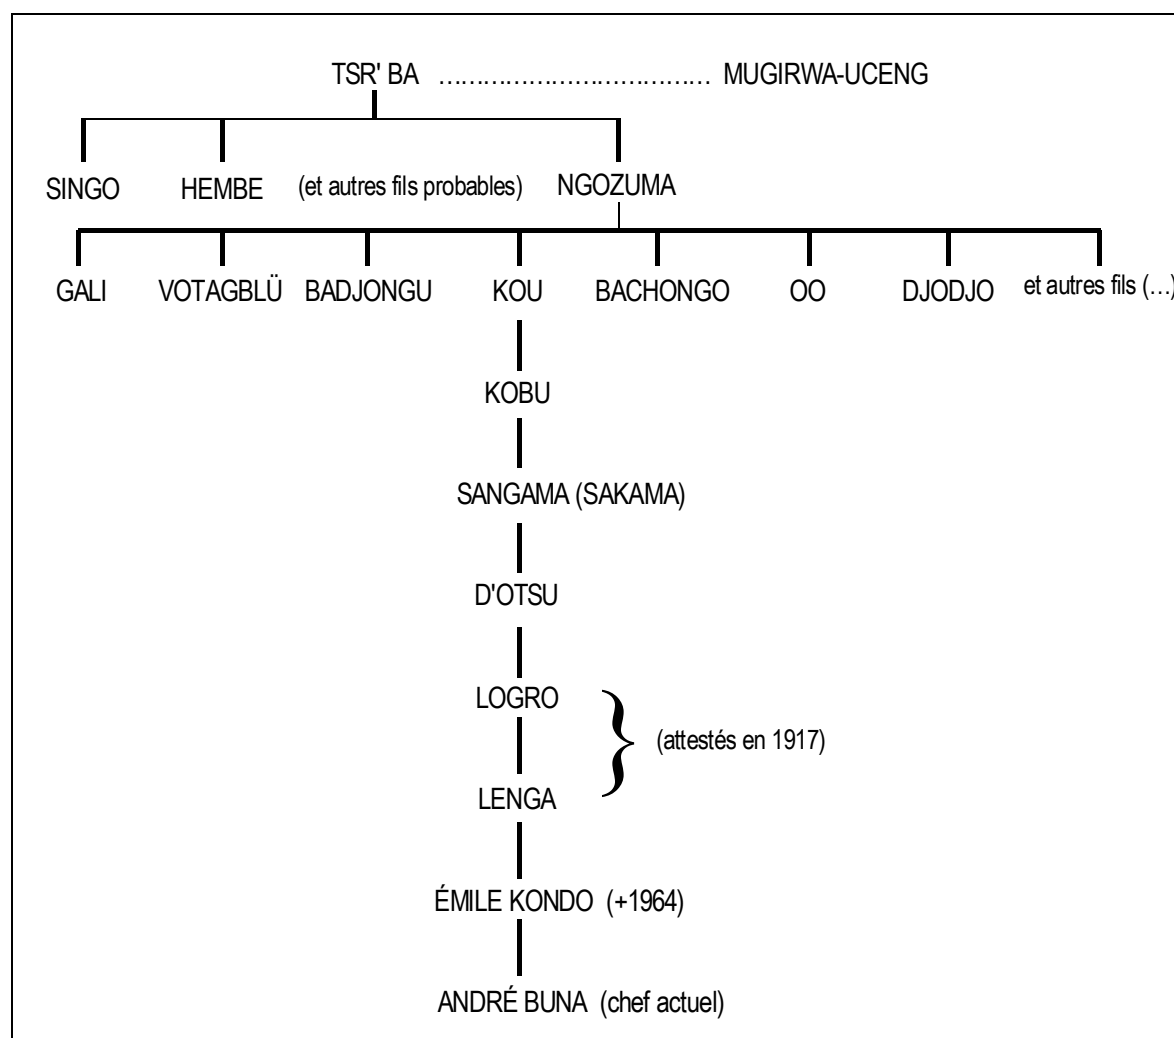 TSR' BA ........................................ MUGIRWA-UCENG
SINGO HEMBE (et autres fils probables) NGOZUMA
GALI VOTAGBLÜ BADJONGU KOU BACHONGO OO DJODJO et autres fils (…)
KOBU
SANGAMA (SAKAMA)
D'OTSU
LOGRO
(attestés en 1917)
LENGA
ÉMILE KONDO (+1964)
ANDRÉ BUNA (chef actuel)